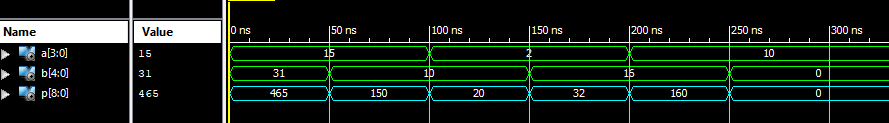 Name Value 0 ns 50 ns 100 ns 150 ns 200 ns 250 ns 300 ns
a[3:0] 15 15 2 10
b[4:0] 31 31 10 15 0
p[8:0] 465 465 150 20 32 160 0